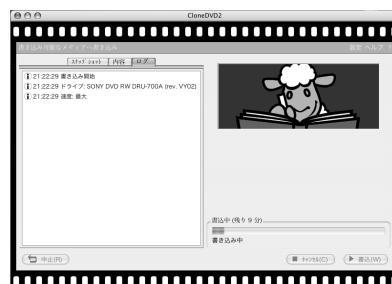 CloneDVD2
書き込み可能なメディアへ書き込み
設定 ヘルプ ?
ｽﾅｯﾌﾟｼｮｯﾄ 内容 ログ
21:22:29 書き込み開始
21:22:29 ドライブ: SONY DVD RW DRU-700A (rev. VY02)
21:22:29 速度: 最大
書込中 (残り 9 分)
書き込み中
中止(R)
ｷｬﾝｾﾙ(C)
書込(W)